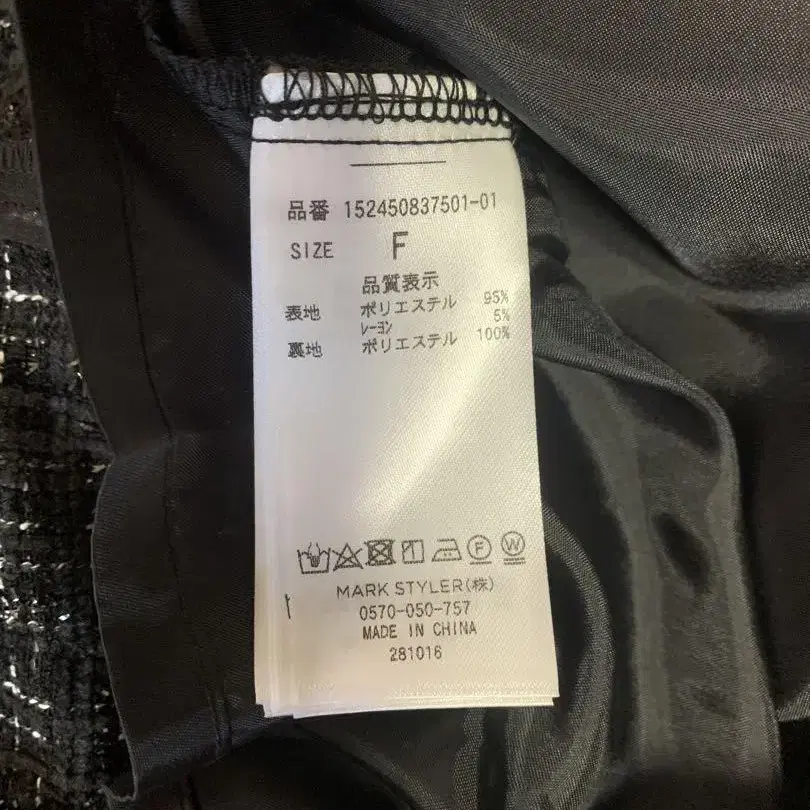 品番 152450837501-01
SIZE F
品質表示
表地 ポリエステル 95%
レーヨン 5%
裏地 ポリエステル 100%
F W
MARK STYLER(株)
0570-050-757
MADE IN CHINA
281016